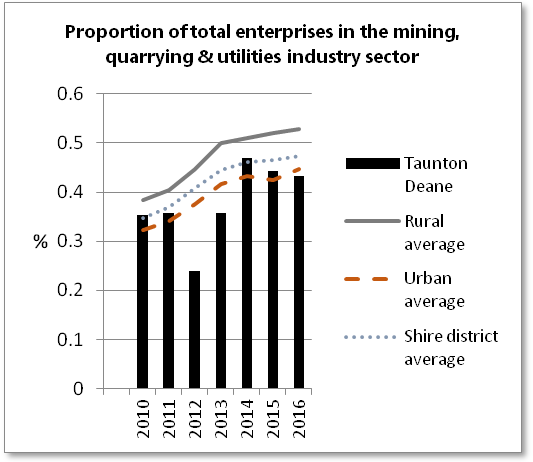 Proportion of total enterprises in the mining,
quarrying & utilities industry sector
0.6
0.5
0.4
0.3
0.2
0.1
0
%
2010
2011
2012
2013
2014
2015
2016
Taunton
Deane
Rural
average
Urban
average
Shire district
average